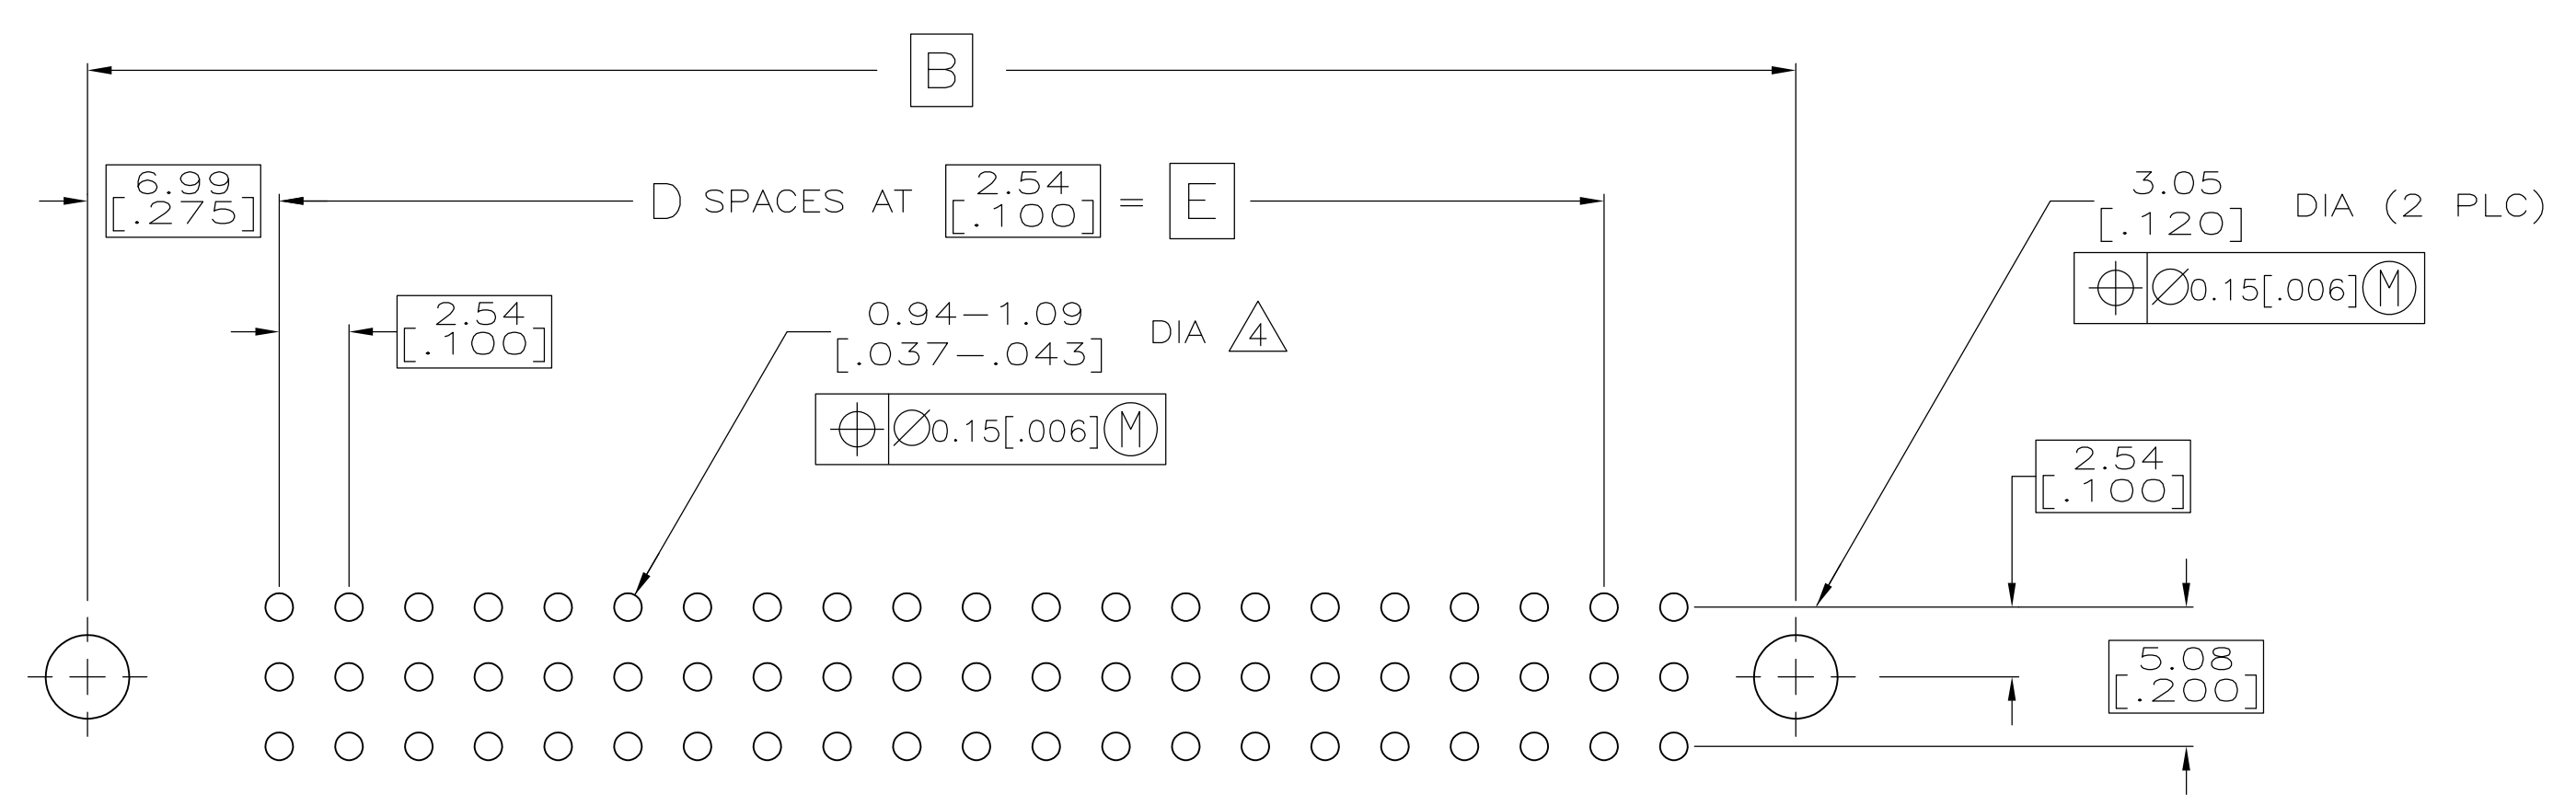 B
6.99
[.275]
D SPACES AT 2.54 [.100] = E
3.05
[.120] DIA (2 PLC)
⌖ ⌀0.15[.006] Ⓜ
2.54
[.100]
0.94-1.09
[.037-.043] DIA 4
⌖ ⌀0.15[.006] Ⓜ
2.54
[.100]
5.08
[.200]